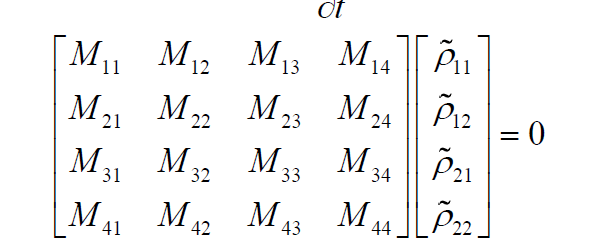 ∂t
M₁₁ M₁₂ M₁₃ M₁₄ ρ̃₁₁
M₂₁ M₂₂ M₂₃ M₂₄ ρ̃₁₂
= 0
M₃₁ M₃₂ M₃₃ M₃₄ ρ̃₂₁
M₄₁ M₄₂ M₄₃ M₄₄ ρ̃₂₂